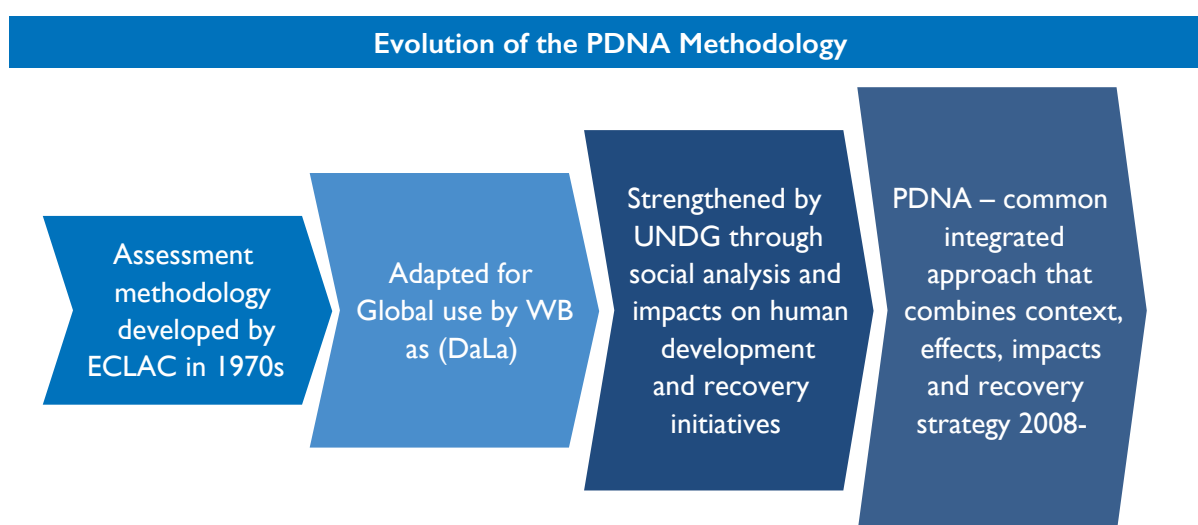 Evolution of the PDNA Methodology
Assessment
methodology
developed by
ECLAC in 1970s
Adapted for
Global use by WB
as (DaLa)
Strengthened by
UNDG through
social analysis and
impacts on human
development
and recovery
initiatives
PDNA – common
integrated
approach that
combines context,
effects, impacts
and recovery
strategy 2008-